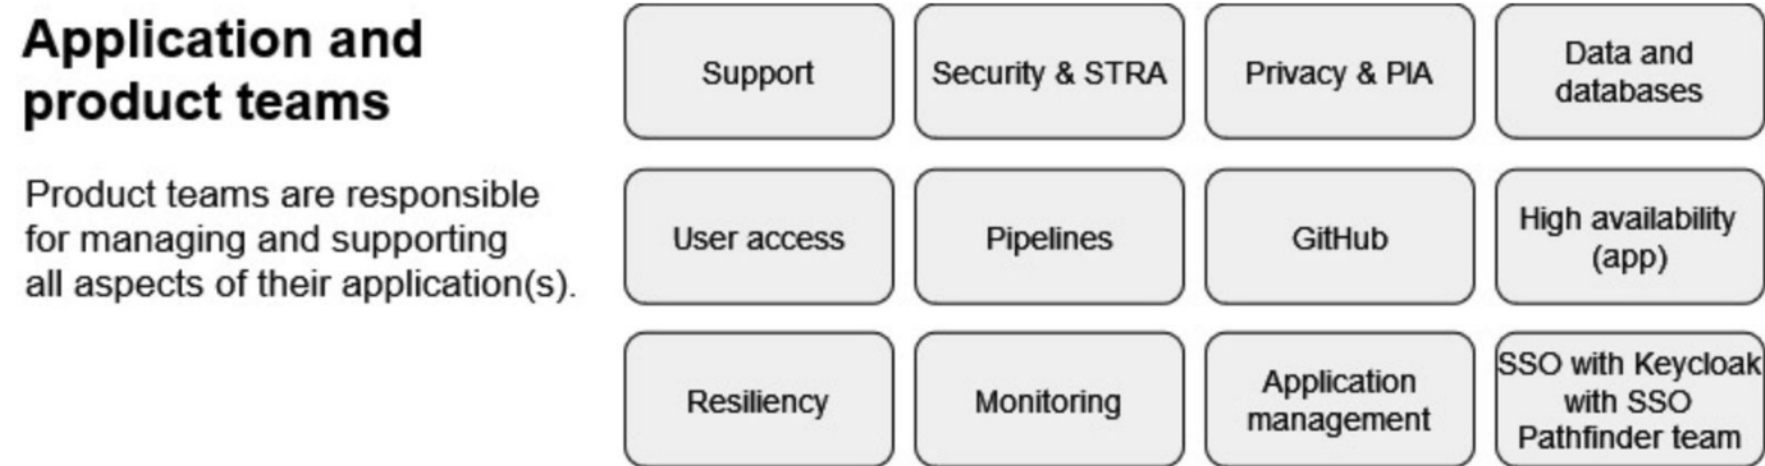 Application and
product teams
Product teams are responsible
for managing and supporting
all aspects of their application(s).
Support
Security & STRA
Privacy & PIA
Data and
databases
User access
Pipelines
GitHub
High availability
(app)
Resiliency
Monitoring
Application
management
SSO with Keycloak
with SSO
Pathfinder team